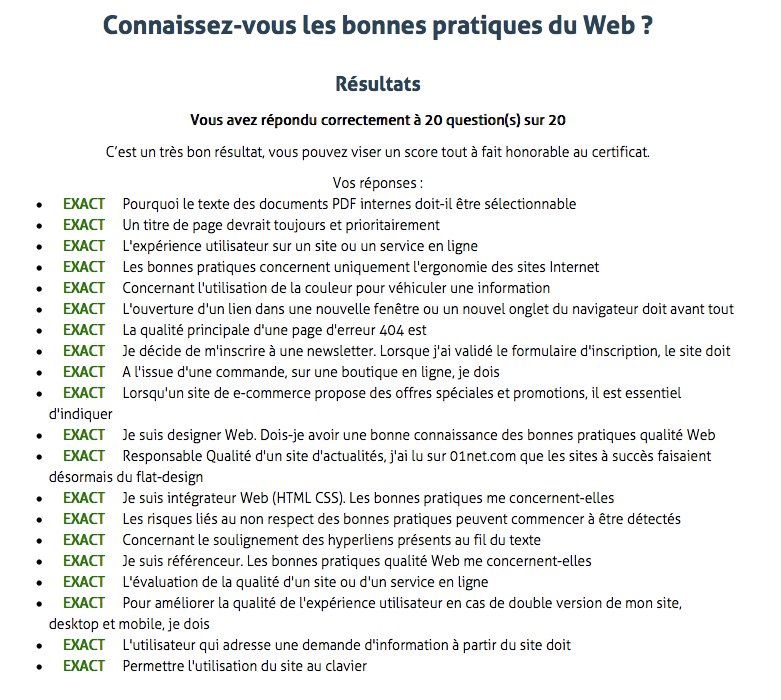 Connaissez-vous les bonnes pratiques du Web ?
Résultats
Vous avez répondu correctement à 20 question(s) sur 20
C'est un très bon résultat, vous pouvez viser un score tout à fait honorable au certificat.
Vos réponses :
• EXACT Pourquoi le texte des documents PDF internes doit-il être sélectionnable
• EXACT Un titre de page devrait toujours et prioritairement
• EXACT L'expérience utilisateur sur un site ou un service en ligne
• EXACT Les bonnes pratiques concernent uniquement l'ergonomie des sites Internet
• EXACT Concernant l'utilisation de la couleur pour véhiculer une information
• EXACT L'ouverture d'un lien dans une nouvelle fenêtre ou un nouvel onglet du navigateur doit avant tout
• EXACT La qualité principale d'une page d'erreur 404 est
• EXACT Je décide de m'inscrire à une newsletter. Lorsque j'ai validé le formulaire d'inscription, le site doit
• EXACT A l'issue d'une commande, sur une boutique en ligne, je dois
• EXACT Lorsqu'un site de e-commerce propose des offres spéciales et promotions, il est essentiel
d'indiquer
• EXACT Je suis designer Web. Dois-je avoir une bonne connaissance des bonnes pratiques qualité Web
• EXACT Responsable Qualité d'un site d'actualités, j'ai lu sur 01net.com que les sites à succès faisaient
désormais du flat-design
• EXACT Je suis intégrateur Web (HTML CSS). Les bonnes pratiques me concernent-elles
• EXACT Les risques liés au non respect des bonnes pratiques peuvent commencer à être détectés
• EXACT Concernant le soulignement des hyperliens présents au fil du texte
• EXACT Je suis référenceur. Les bonnes pratiques qualité Web me concernent-elles
• EXACT L'évaluation de la qualité d'un site ou d'un service en ligne
• EXACT Pour améliorer la qualité de l'expérience utilisateur en cas de double version de mon site,
desktop et mobile, je dois
• EXACT L'utilisateur qui adresse une demande d'information à partir du site doit
• EXACT Permettre l'utilisation du site au clavier